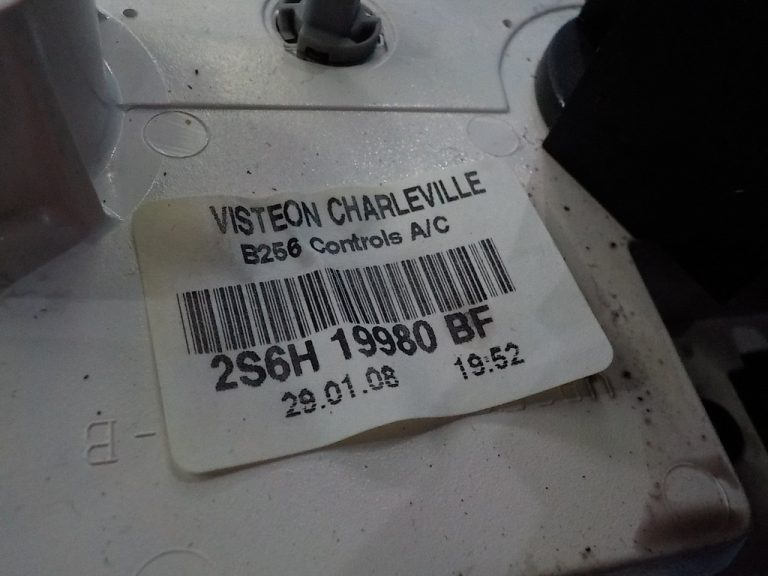 VISTEON CHARLEVILLE
B256 Controls A/C
2S6H 19980 BF
29.01.08 19:52
B -